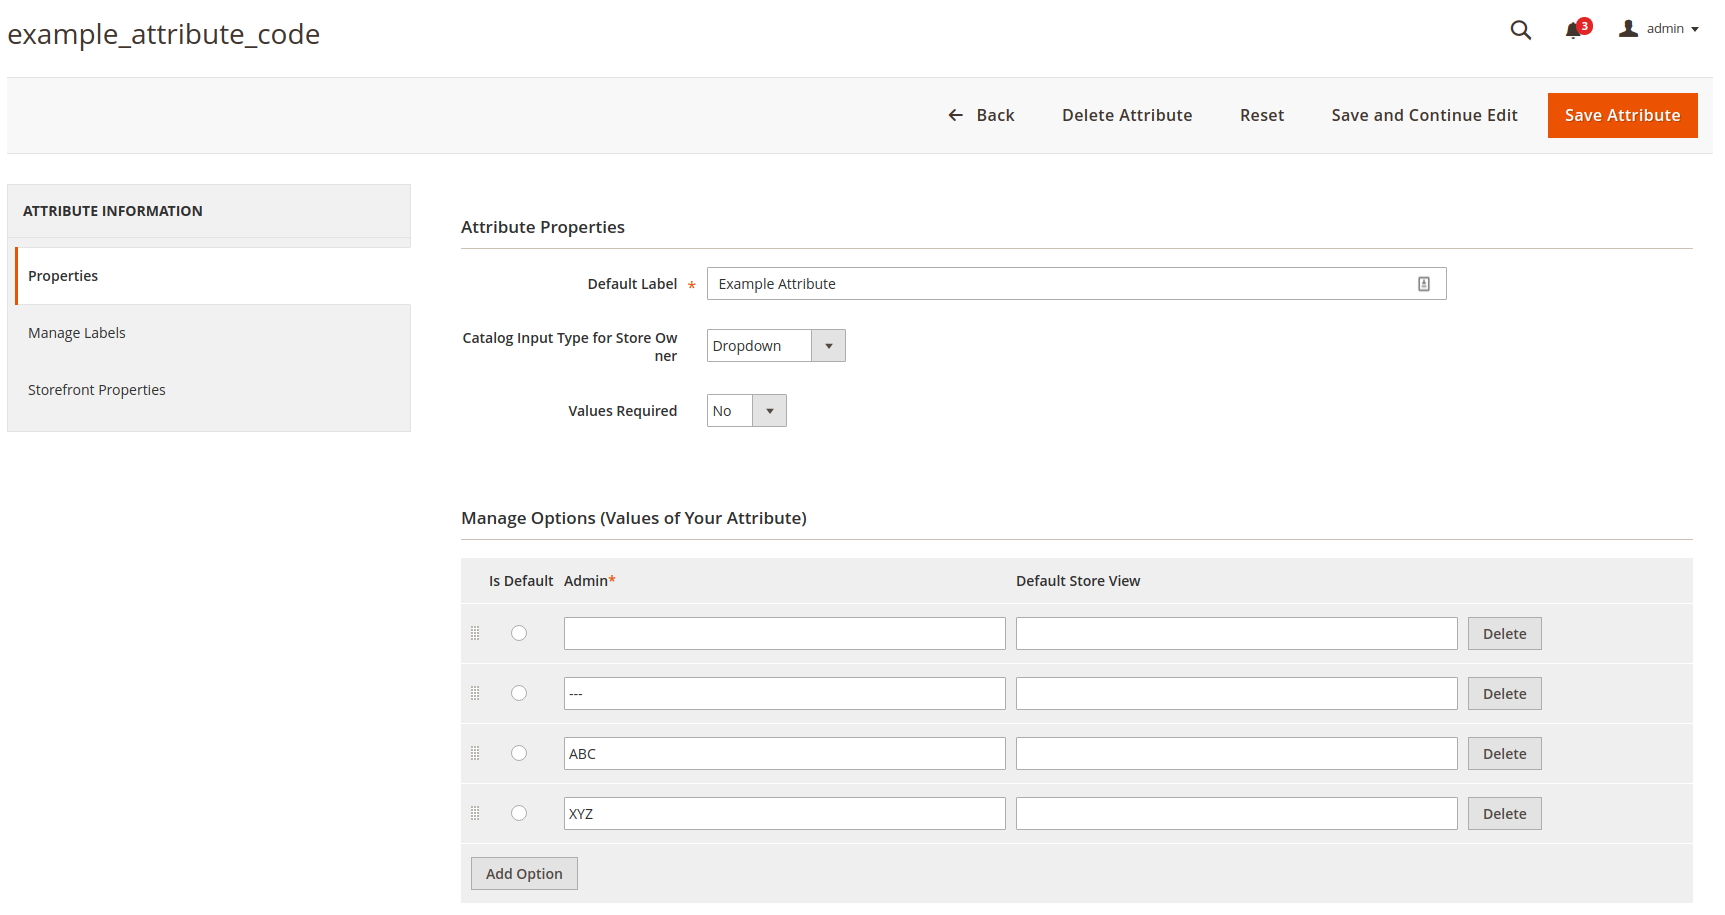 example_attribute_code
3
admin
Back
Delete Attribute
Reset
Save and Continue Edit
Save Attribute
ATTRIBUTE INFORMATION
Properties
Manage Labels
Storefront Properties
Attribute Properties
Default Label *
Example Attribute
Catalog Input Type for Store Ow
ner
Dropdown
Values Required
No
Manage Options (Values of Your Attribute)
Is Default Admin* Default Store View
Delete
--- Delete
ABC Delete
XYZ Delete
Add Option